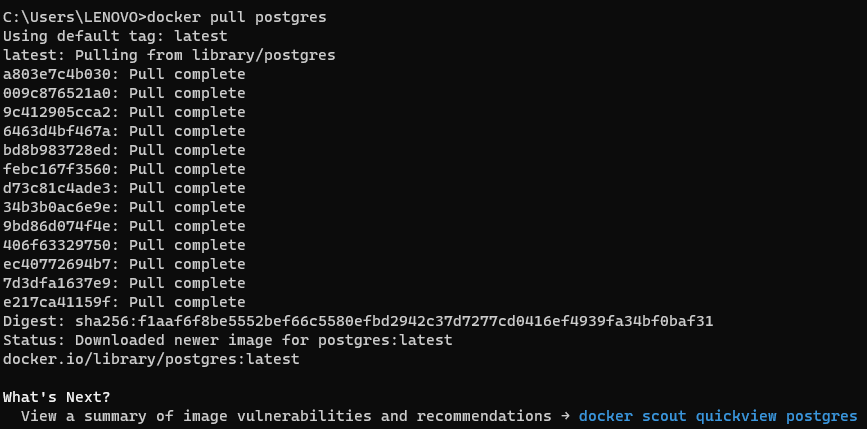 C:\Users\LENOVO>docker pull postgres
Using default tag: latest
latest: Pulling from library/postgres
a803e7c4b030: Pull complete
009c876521a0: Pull complete
9c412905cca2: Pull complete
6463d4bf467a: Pull complete
bd8b983728ed: Pull complete
febc167f3560: Pull complete
d73c81c4ade3: Pull complete
34b3b0ac6e9e: Pull complete
9bd86d074f4e: Pull complete
406f63329750: Pull complete
ec40772694b7: Pull complete
7d3dfa1637e9: Pull complete
e217ca41159f: Pull complete
Digest: sha256:f1aaf6f8be5552bef66c5580efbd2942c37d7277cd0416ef4939fa34bf0baf31
Status: Downloaded newer image for postgres:latest
docker.io/library/postgres:latest
What's Next?
View a summary of image vulnerabilities and recommendations → docker scout quickview postgres